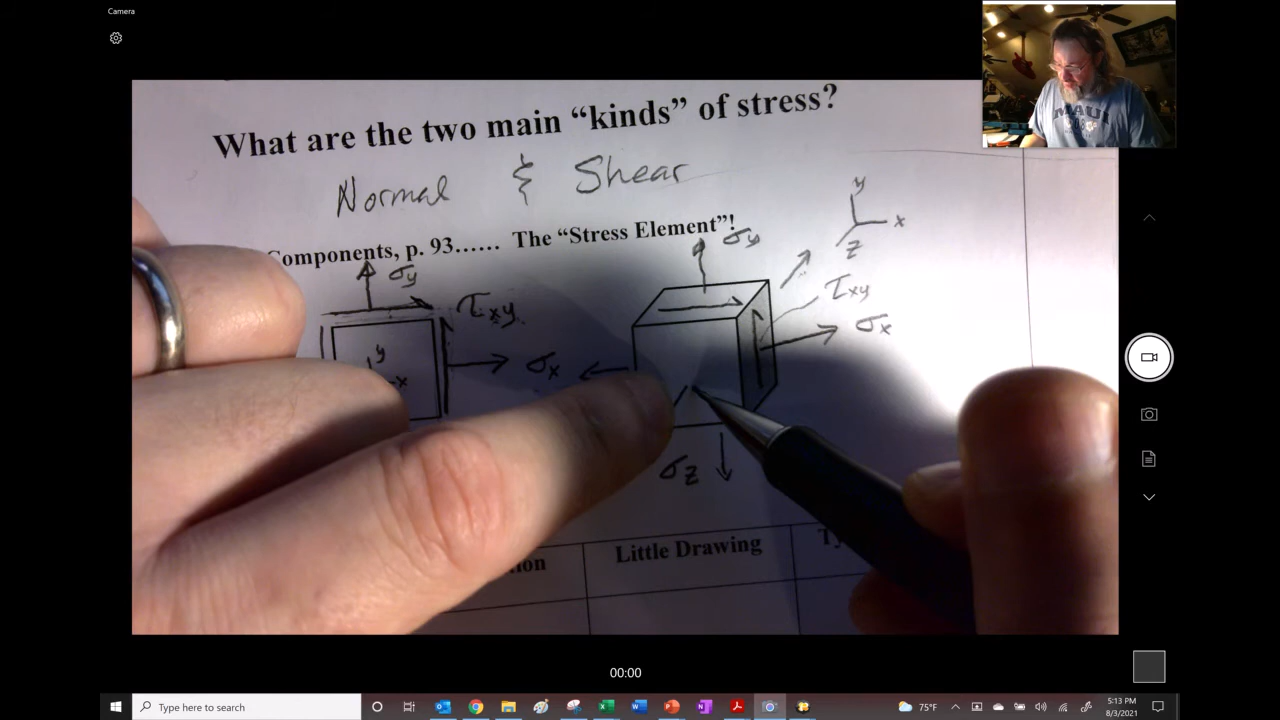 Camera
What are the two main “kinds” of stress?
Normal & Shear
Components, p. 93…… The “Stress Element”!
y
x
z
σy
τxy
σx
y
x
σy
τxy
σx
σz
Little Drawing
00:00
Type here to search
75°F
5:13 PM
8/3/2021
MAUI